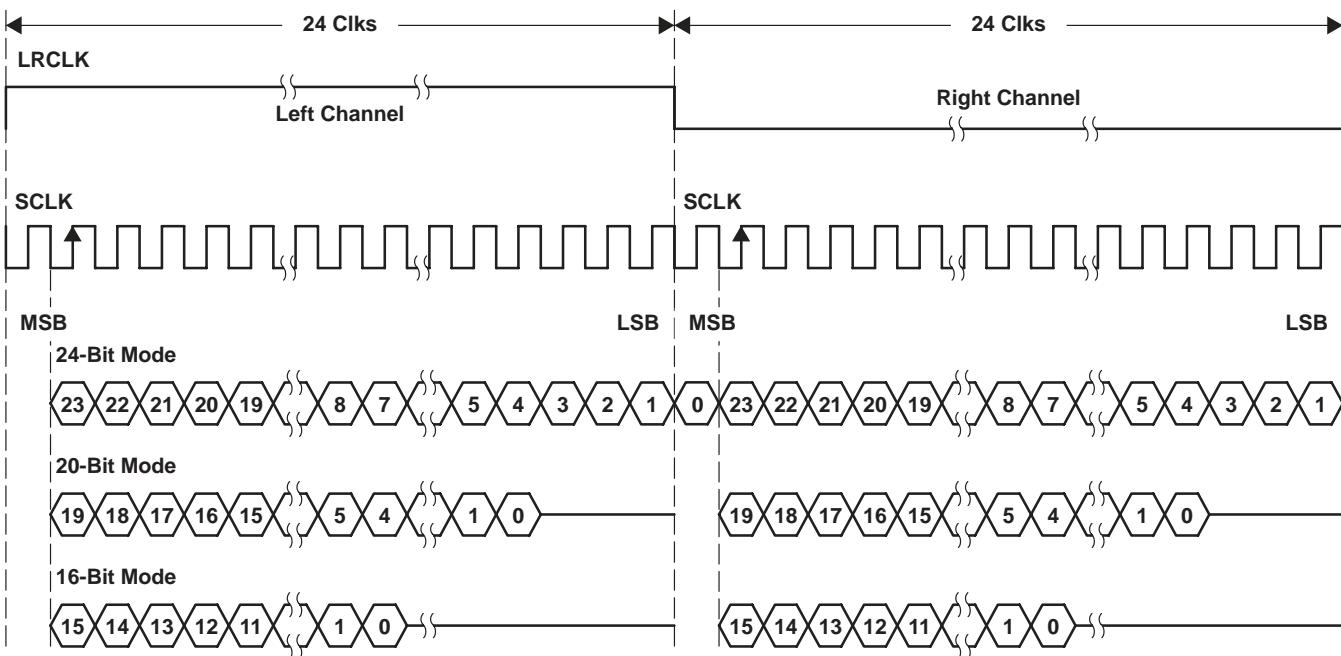 24 Clks 24 Clks
LRCLK
Left Channel Right Channel
SCLK SCLK
MSB LSB MSB LSB
24-Bit Mode
23 22 21 20 19 8 7 5 4 3 2 1 0 23 22 21 20 19 8 7 5 4 3 2 1
20-Bit Mode
19 18 17 16 15 5 4 1 0 19 18 17 16 15 5 4 1 0
16-Bit Mode
15 14 13 12 11 1 0 15 14 13 12 11 1 0